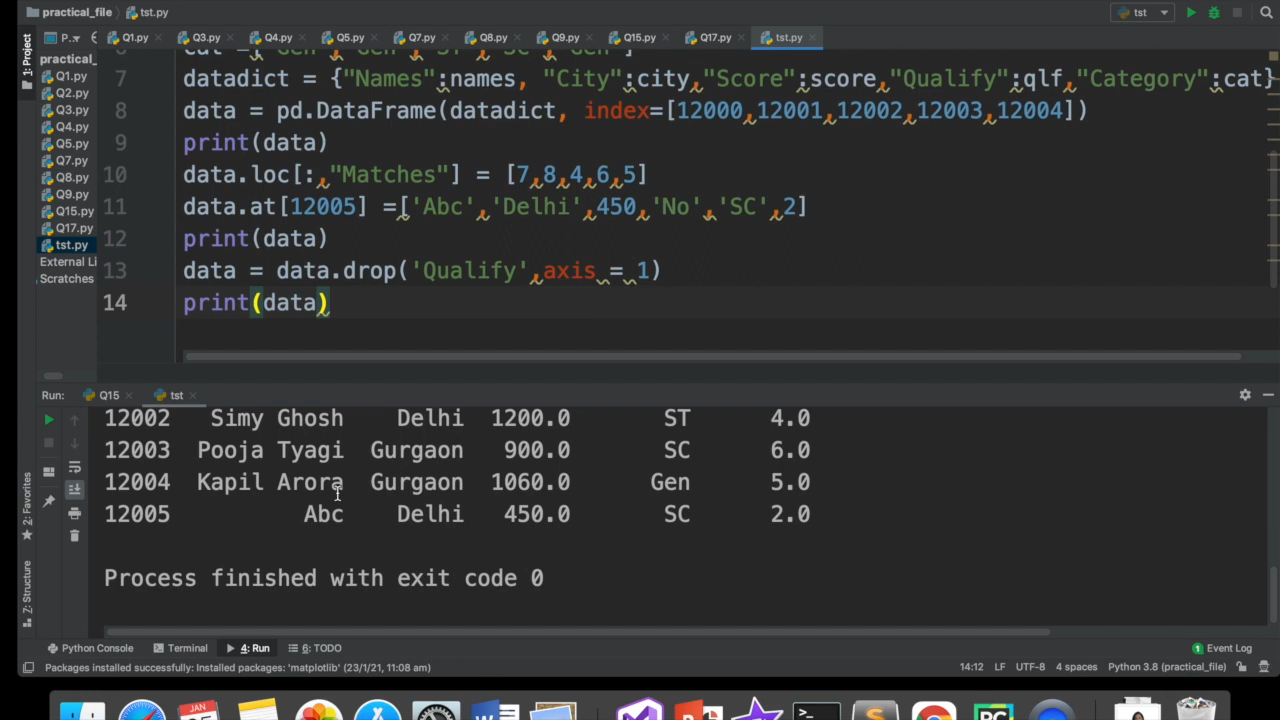 practical_file
tst.py
tst
1: Project
P...
Q1.py
Q3.py
Q4.py
Q5.py
Q7.py
Q8.py
Q9.py
Q15.py
Q17.py
tst.py
practical_
Q1.py
Q2.py
Q3.py
Q4.py
Q5.py
Q7.py
Q8.py
Q9.py
Q15.py
Q17.py
tst.py
External Li
Scratches
7 datadict = {"Names":names, "City":city,"Score":score,"Qualify":qlf,"Category":cat}
8 data = pd.DataFrame(datadict, index=[12000,12001,12002,12003,12004])
9 print(data)
10 data.loc[:,"Matches"] = [7,8,4,6,5]
11 data.at[12005] =['Abc','Delhi',450,'No','SC',2]
12 print(data)
13 data = data.drop('Qualify',axis = 1)
14 print(data)
Run: Q15 tst
12002 Simy Ghosh Delhi 1200.0 ST 4.0
12003 Pooja Tyagi Gurgaon 900.0 SC 6.0
12004 Kapil Arora Gurgaon 1060.0 Gen 5.0
12005 Abc Delhi 450.0 SC 2.0
Process finished with exit code 0
2: Favorites
Z: Structure
Python Console Terminal 4: Run 6: TODO 1 Event Log
Packages installed successfully: Installed packages: 'matplotlib' (23/1/21, 11:08 am) 14:12 LF UTF-8 4 spaces Python 3.8 (practical_file)
JAN
PC